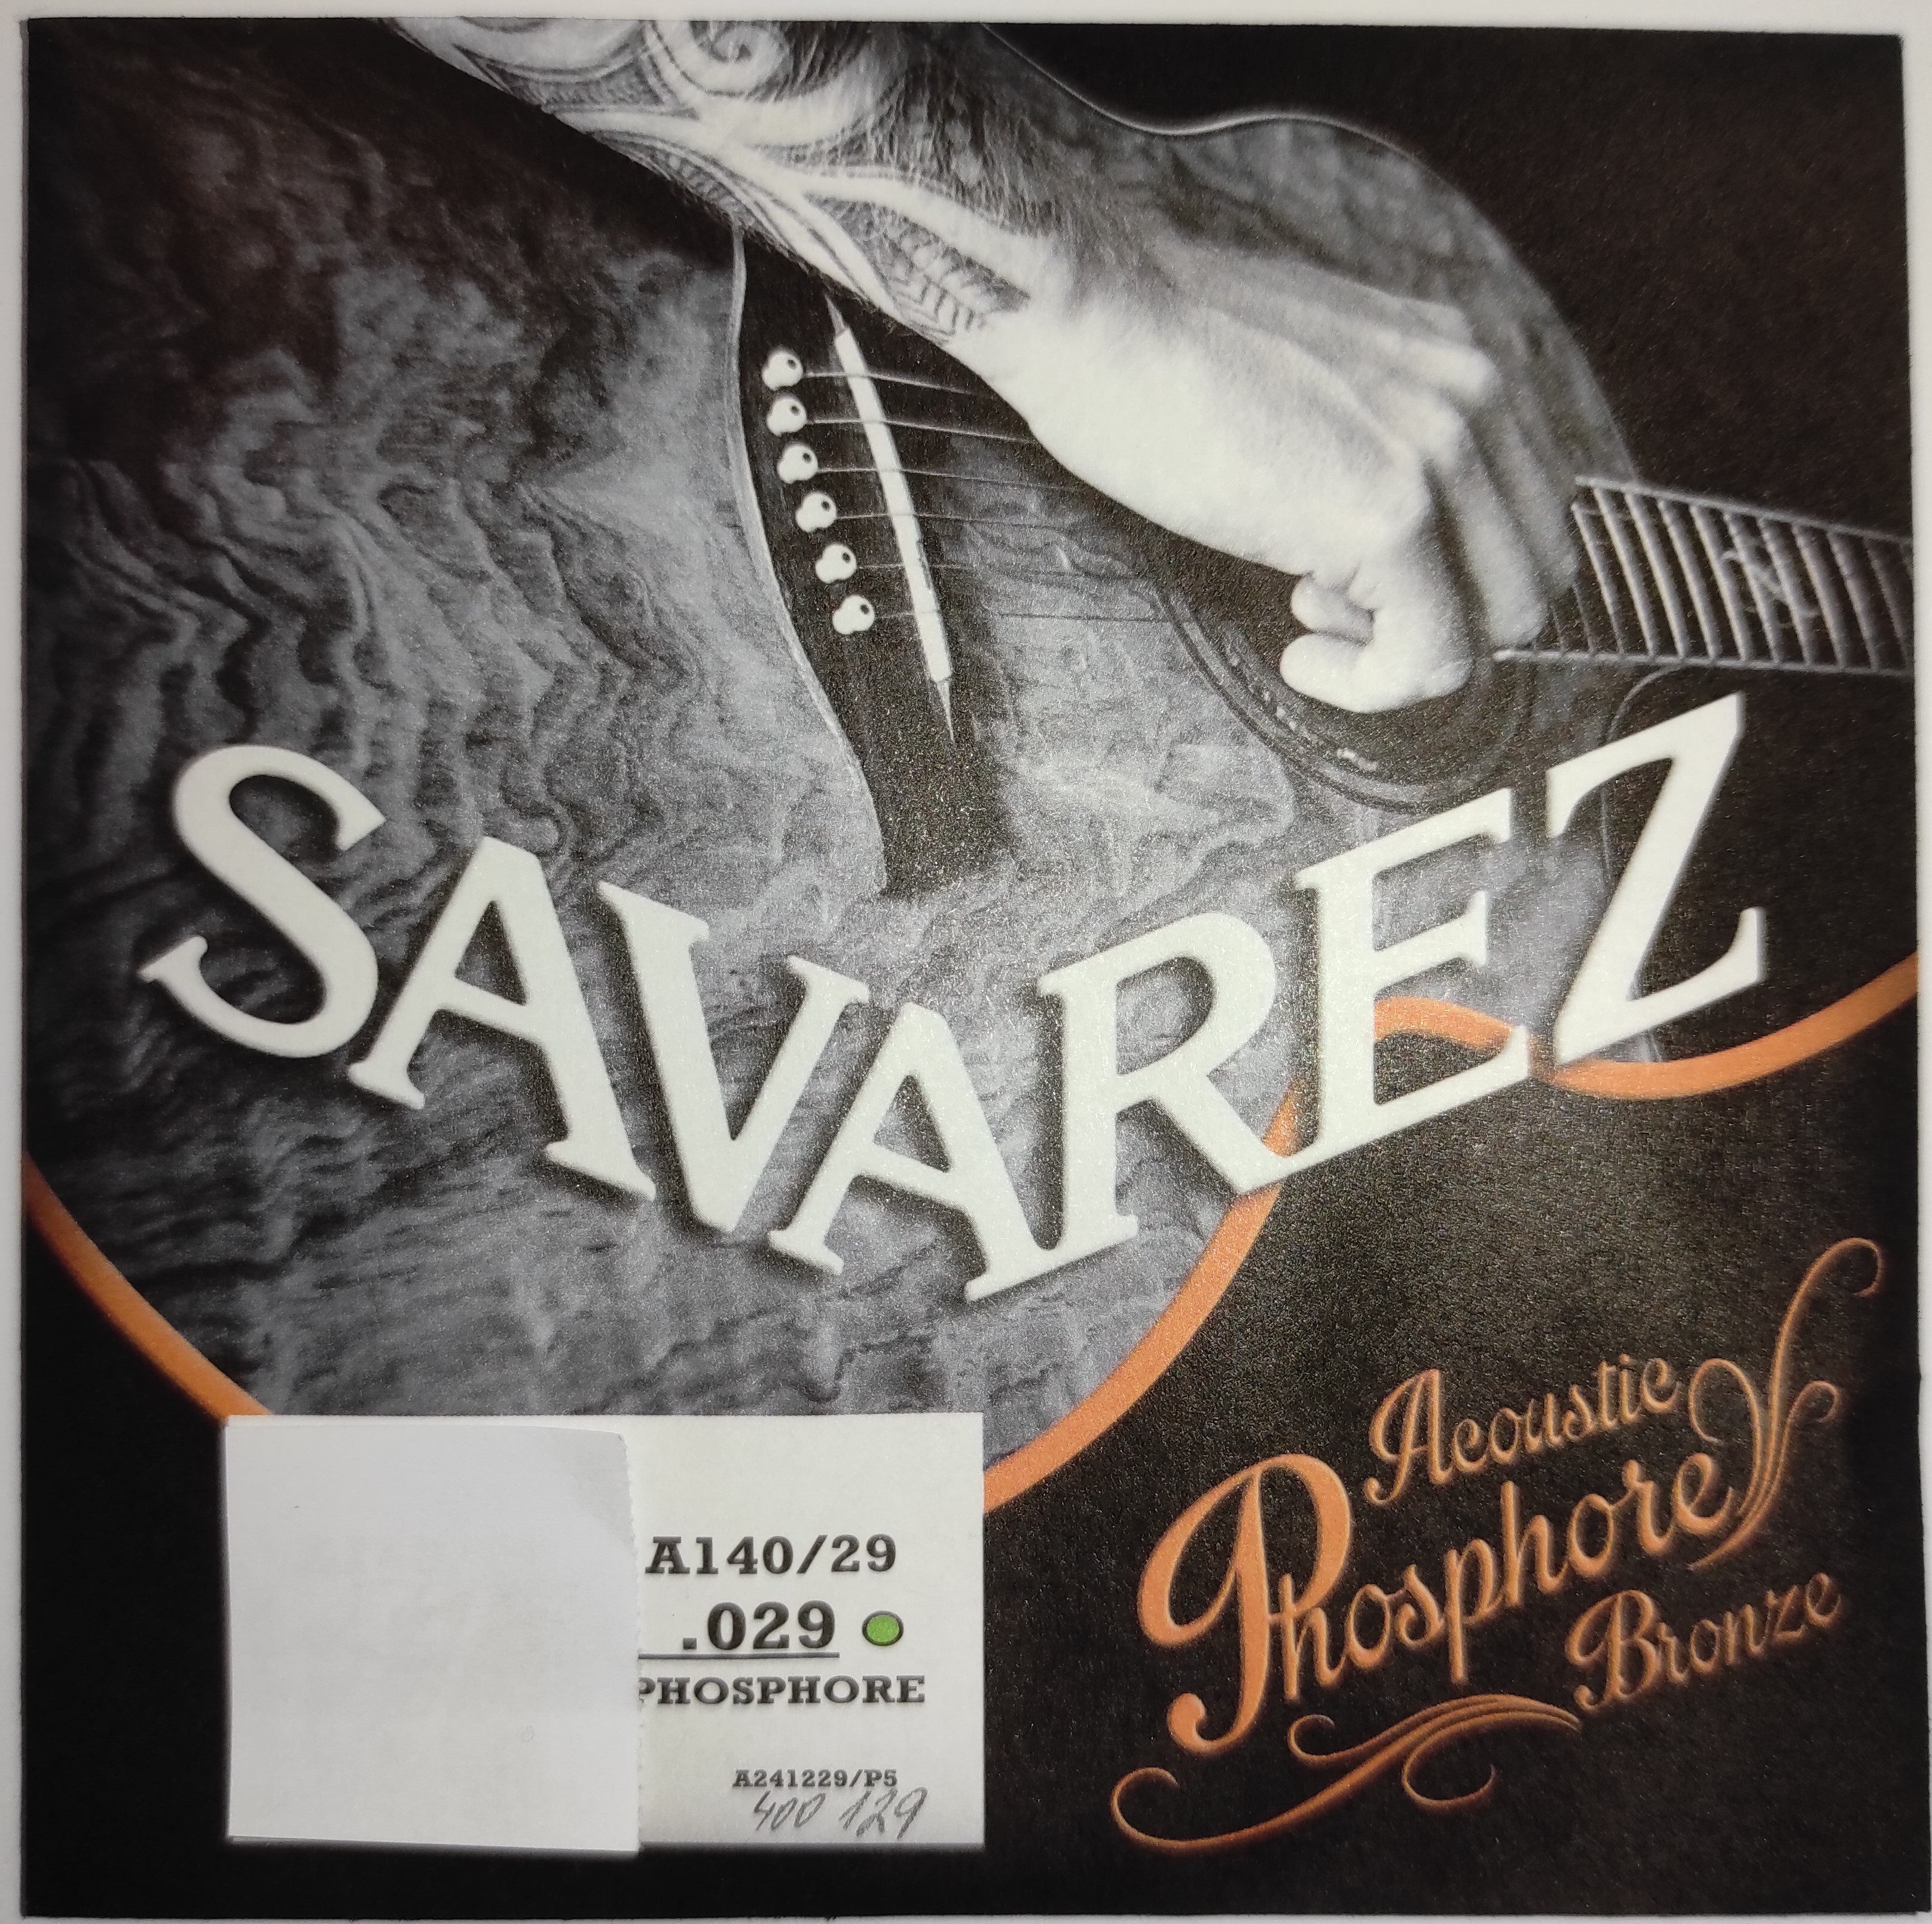 SAVAREZ
Acoustic
Phosphore
Bronze
A140/29
.029
PHOSPHORE
A241229/P5
400 129